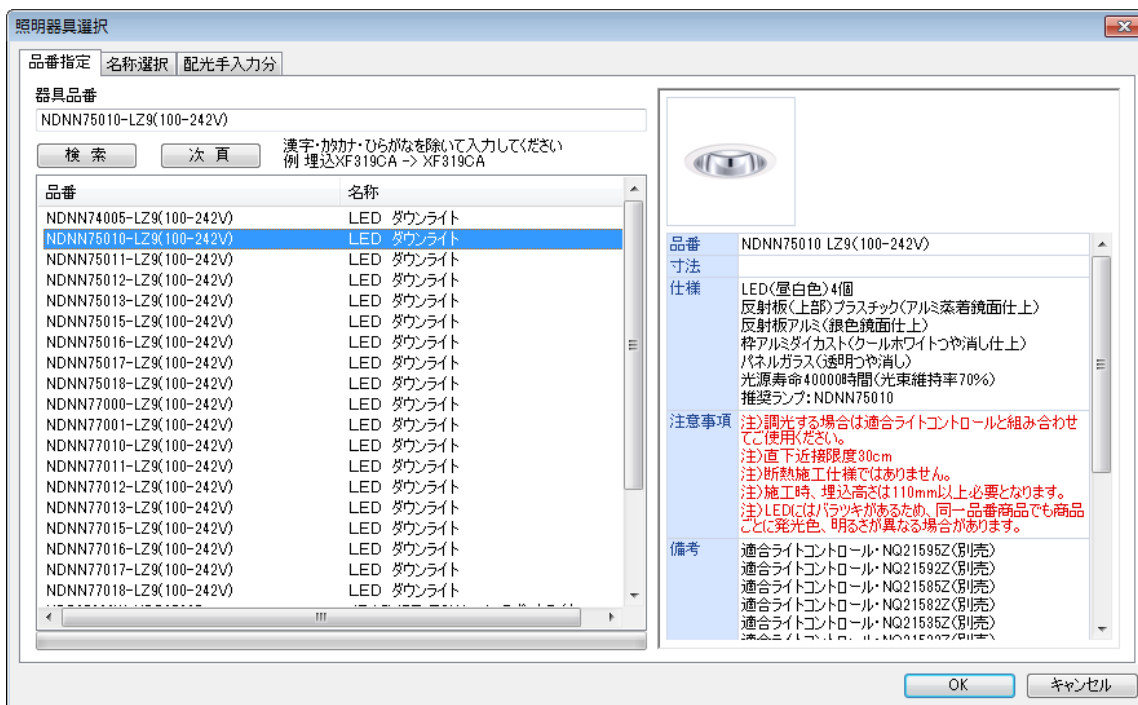 照明器具選択
品番指定 名称選択 配光手入力分
器具品番
NDNN75010-LZ9(100-242V)
検 索 次 頁
漢字・カタカナ・ひらがなを除いて入力してください
例 埋込XF319CA -> XF319CA
品番 名称
NDNN74005-LZ9(100-242V) LED ダウンライト
NDNN75010-LZ9(100-242V) LED ダウンライト
NDNN75011-LZ9(100-242V) LED ダウンライト
NDNN75012-LZ9(100-242V) LED ダウンライト
NDNN75013-LZ9(100-242V) LED ダウンライト
NDNN75015-LZ9(100-242V) LED ダウンライト
NDNN75016-LZ9(100-242V) LED ダウンライト
NDNN75017-LZ9(100-242V) LED ダウンライト
NDNN75018-LZ9(100-242V) LED ダウンライト
NDNN77000-LZ9(100-242V) LED ダウンライト
NDNN77001-LZ9(100-242V) LED ダウンライト
NDNN77010-LZ9(100-242V) LED ダウンライト
NDNN77011-LZ9(100-242V) LED ダウンライト
NDNN77012-LZ9(100-242V) LED ダウンライト
NDNN77013-LZ9(100-242V) LED ダウンライト
NDNN77015-LZ9(100-242V) LED ダウンライト
NDNN77016-LZ9(100-242V) LED ダウンライト
NDNN77017-LZ9(100-242V) LED ダウンライト
NDNN77018-LZ9(100-242V) LED ダウンライト
品番 NDNN75010 LZ9(100-242V)
寸法
仕様 LED(昼白色)4個
反射板(上部)プラスチック(アルミ蒸着鏡面仕上)
反射板アルミ(銀色鏡面仕上)
枠アルミダイカスト(クールホワイトつや消し仕上)
パネルガラス(透明つや消し)
光源寿命40000時間(光束維持率70%)
推奨ランプ:NDNN75010
注意事項 注)調光する場合は適合ライトコントロールと組み合わせ
てご使用ください。
注)直下近接限度30cm
注)断熱施工仕様ではありません。
注)施工時、埋込高さは110mm以上必要となります。
注)LEDにはバラツキがあるため、同一品番商品でも商品
ごとに発光色、明るさが異なる場合があります。
備考 適合ライトコントロール・NQ21595Z(別売)
適合ライトコントロール・NQ21592Z(別売)
適合ライトコントロール・NQ21585Z(別売)
適合ライトコントロール・NQ21582Z(別売)
適合ライトコントロール・NQ21535Z(別売)
OK キャンセル